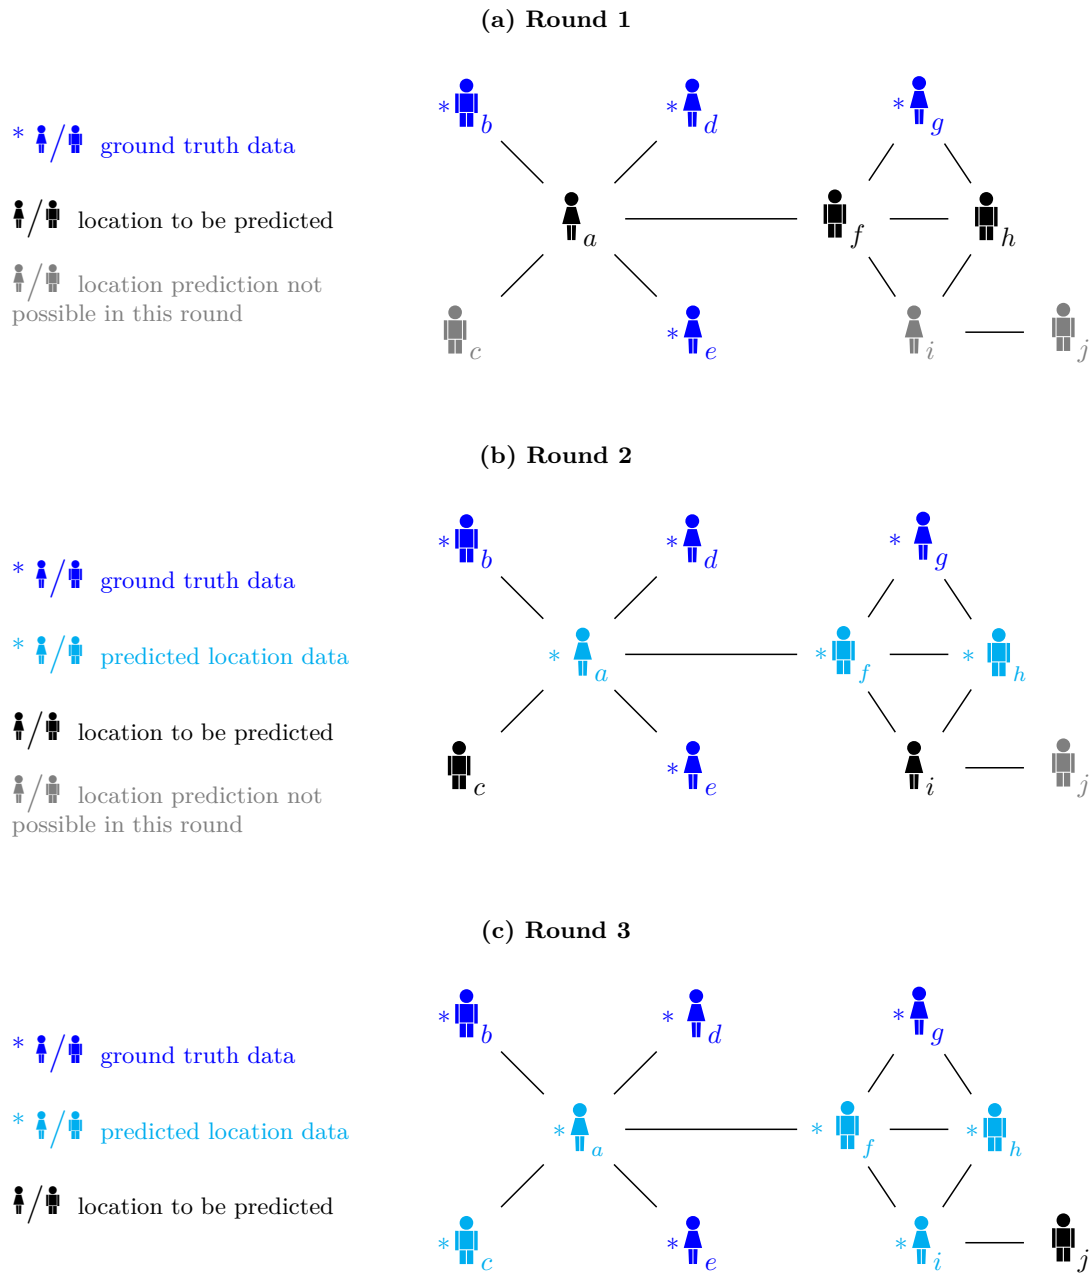 (a) Round 1
* b
* d
* g
* / ground truth data
/ location to be predicted
a
f
h
/ location prediction not
possible in this round
c
* e
i
j
(b) Round 2
* b
* d
* g
* / ground truth data
* / predicted location data
* a
* f
* h
/ location to be predicted
c
* e
i
j
/ location prediction not
possible in this round
(c) Round 3
* b
* d
* g
* / ground truth data
* / predicted location data
* a
* f
* h
/ location to be predicted
* c
* e
* i
j